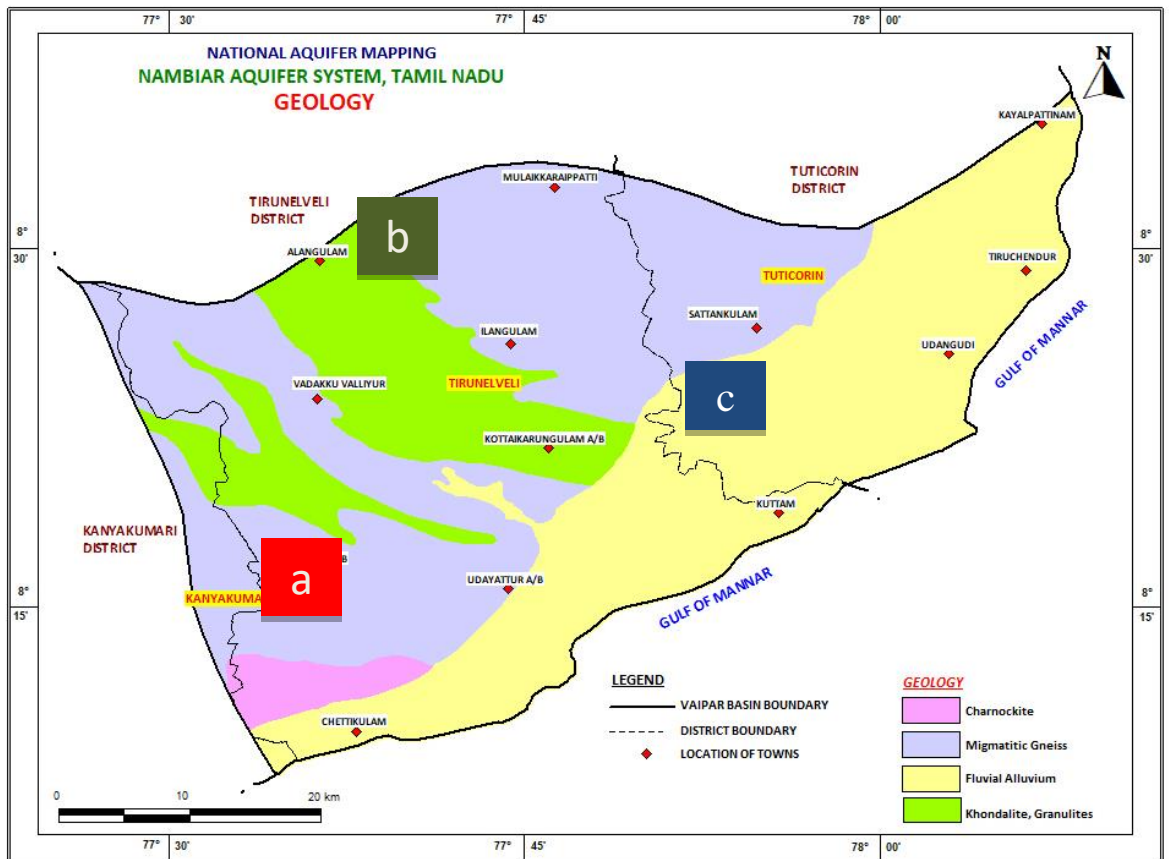 77° 30'
77° 45'
78° 00'
NATIONAL AQUIFER MAPPING
NAMBIAR AQUIFER SYSTEM, TAMIL NADU
GEOLOGY
N
KAYALPATTINAM
MULAIKKARAIPPATTI
TUTICORIN
DISTRICT
TIRUNELVELI
DISTRICT
b
8°
30'
8°
30'
ALANGULAM
TIRUCHENDUR
TUTICORIN
SATTANKULAM
ILANGULAM
UDANGUDI
GULF OF MANNAR
VADAKKU VALLIYUR
TIRUNELVELI
c
KOTTAIKARUNGULAM A/B
KUTTAM
KANYAKUMARI
DISTRICT
B
a
UDAYATTUR A/B
KANYAKUMA
GULF OF MANNAR
8°
15'
8°
15'
CHETTIKULAM
LEGEND
VAIPAR BASIN BOUNDARY
DISTRICT BOUNDARY
LOCATION OF TOWNS
GEOLOGY
Charnockite
Migmatitic Gneiss
Fluvial Alluvium
Khondalite, Granulites
0 10 20 km
77° 30'
77° 45'
78° 00'